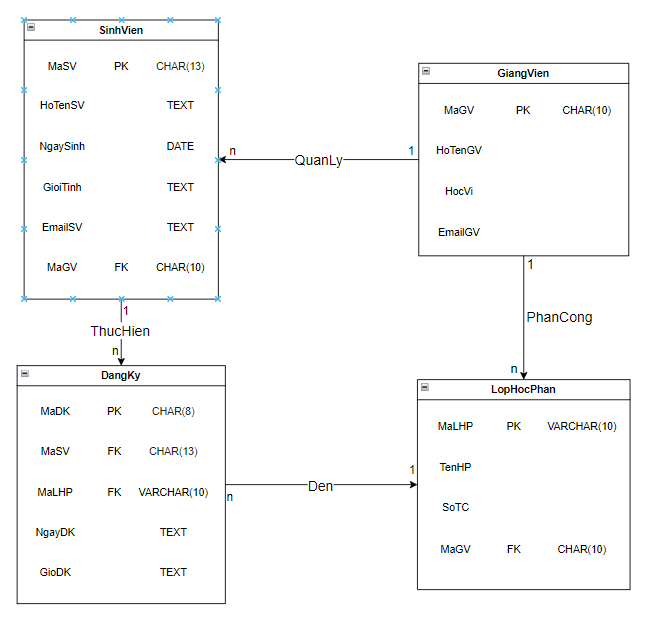 SinhVien
MaSV PK CHAR(13)
HoTenSV TEXT
NgaySinh DATE
GioiTinh TEXT
EmailSV TEXT
MaGV FK CHAR(10)
n QuanLy 1
GiangVien
MaGV PK CHAR(10)
HoTenGV
HocVi
EmailGV
1
ThucHien
n
1
PhanCong
n
DangKy
MaDK PK CHAR(8)
MaSV FK CHAR(13)
MaLHP FK VARCHAR(10)
NgayDK TEXT
GioDK TEXT
n Den 1
LopHocPhan
MaLHP PK VARCHAR(10)
TenHP
SoTC
MaGV FK CHAR(10)